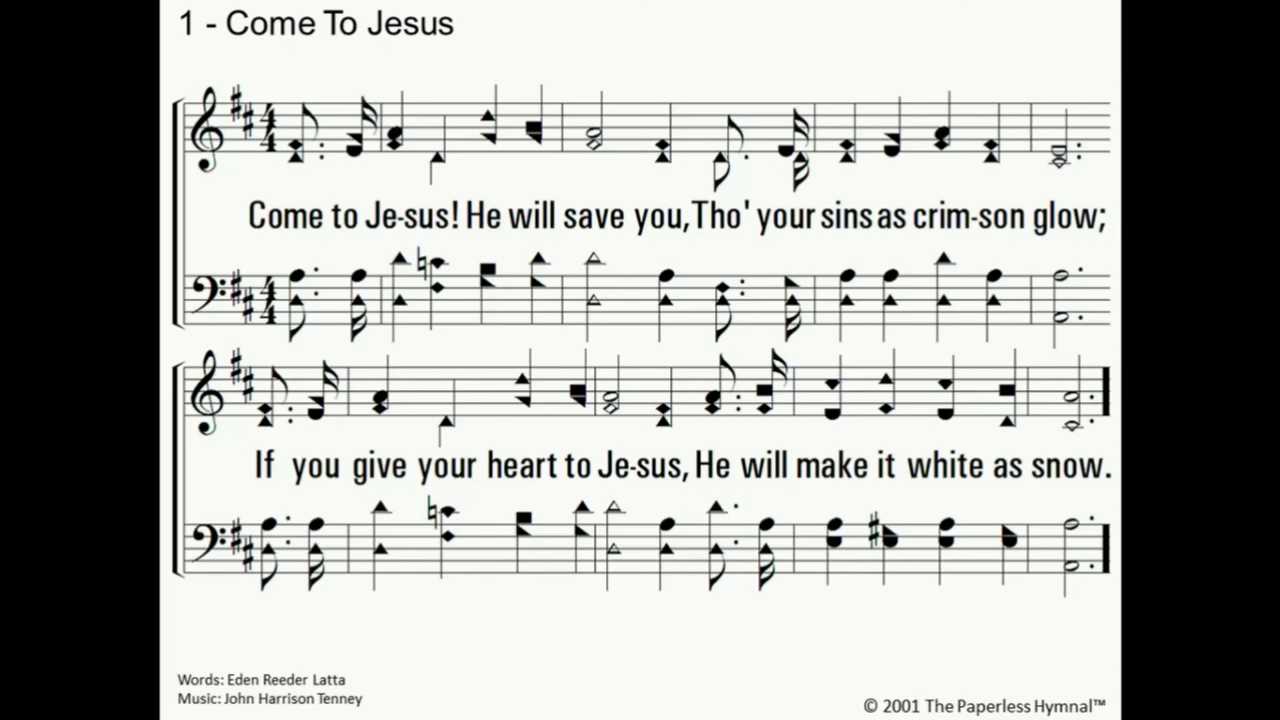 1 - Come To Jesus
Come to Je-sus! He will save you, Tho' your sins as crim-son glow;
If you give your heart to Je-sus, He will make it white as snow.
Words: Eden Reeder Latta
Music: John Harrison Tenney
© 2001 The Paperless Hymnal™